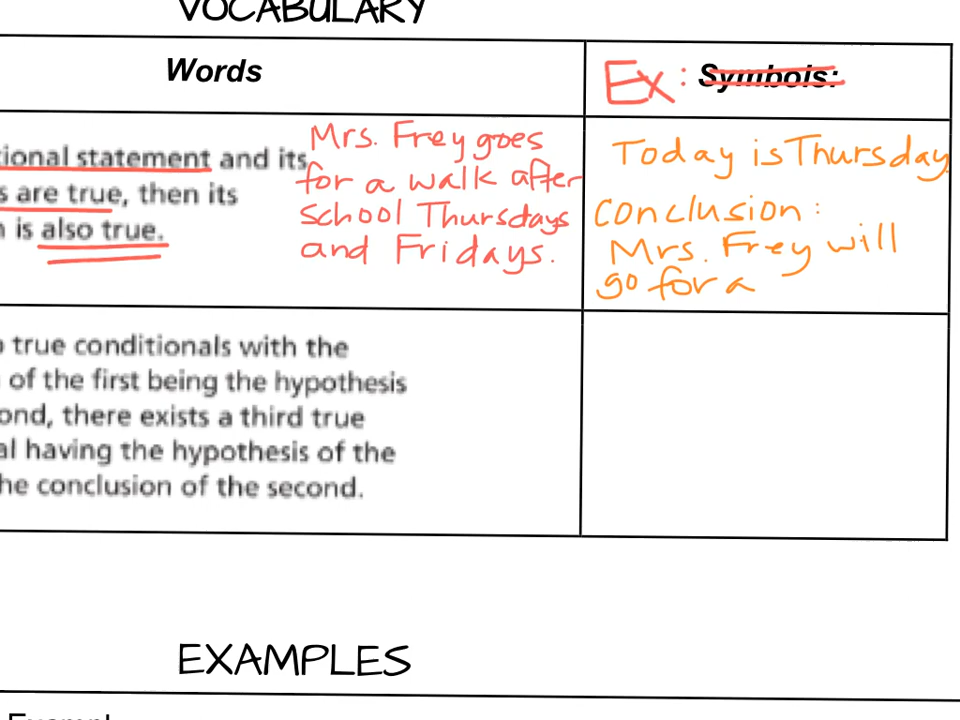 VOCABULARY
Words
Ex: Symbols:
tional statement and its
s are true, then its
n is also true.
Mrs. Frey goes
for a walk after
school Thursdays
and Fridays.
Today is Thursday
conclusion:
Mrs. Frey will
go for a
o true conditionals with the
of the first being the hypothesis
ond, there exists a third true
al having the hypothesis of the
he conclusion of the second.
EXAMPLES